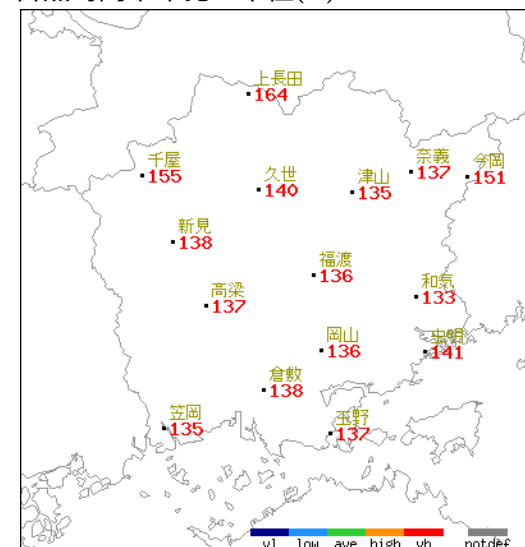 上長田
164
千屋
155
久世
140
津山
135
奈義
137
今岡
151
新見
138
福渡
136
和気
133
高梁
137
岡山
136
虫明
141
倉敷
138
笠岡
135
玉野
137
vl low ave high vh notdef